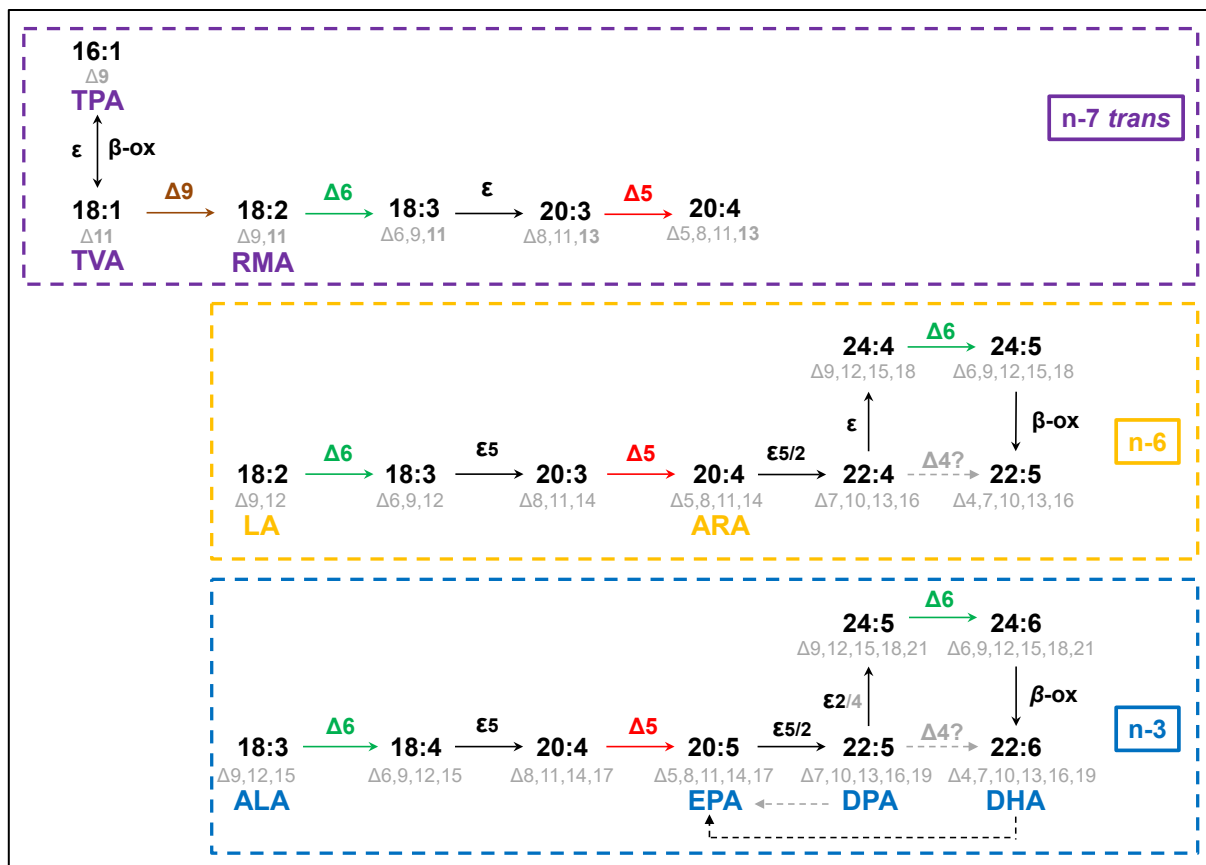 16:1
Δ9
TPA
n-7 trans
ε β-ox
Δ9 Δ6 ε Δ5
18:1 18:2 18:3 20:3 20:4
Δ11 Δ9,11 Δ6,9,11 Δ8,11,13 Δ5,8,11,13
TVA RMA
Δ6
24:4 24:5
Δ9,12,15,18 Δ6,9,12,15,18
ε β-ox
n-6
Δ6 ε5 Δ5 ε5/2 Δ4?
18:2 18:3 20:3 20:4 22:4 22:5
Δ9,12 Δ6,9,12 Δ8,11,14 Δ5,8,11,14 Δ7,10,13,16 Δ4,7,10,13,16
LA ARA
Δ6
24:5 24:6
Δ9,12,15,18,21 Δ6,9,12,15,18,21
ε2/4 β-ox
n-3
Δ6 ε5 Δ5 ε5/2 Δ4?
18:3 18:4 20:4 20:5 22:5 22:6
Δ9,12,15 Δ6,9,12,15 Δ8,11,14,17 Δ5,8,11,14,17 Δ7,10,13,16,19 Δ4,7,10,13,16,19
ALA EPA DPA DHA